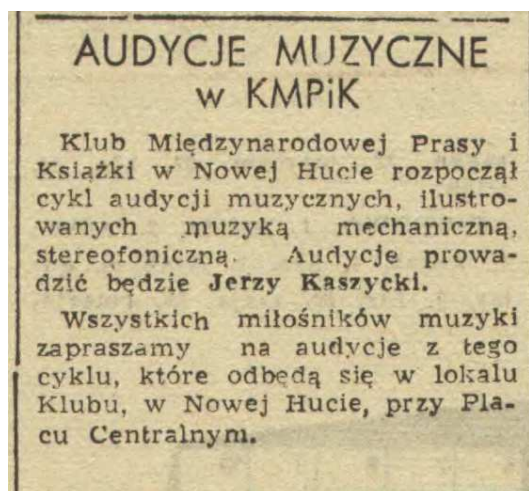 AUDYCJE MUZYCZNE
w KMPiK
Klub Międzynarodowej Prasy i
Książki w Nowej Hucie rozpoczął
cykl audycji muzycznych, ilustro-
wanych muzyką mechaniczną,
stereofoniczną. Audycje prowa-
dzić będzie Jerzy Kaszycki.
Wszystkich miłośników muzyki
zapraszamy na audycje z tego
cyklu, które odbędą się w lokalu
Klubu, w Nowej Hucie, przy Pla-
cu Centralnym.